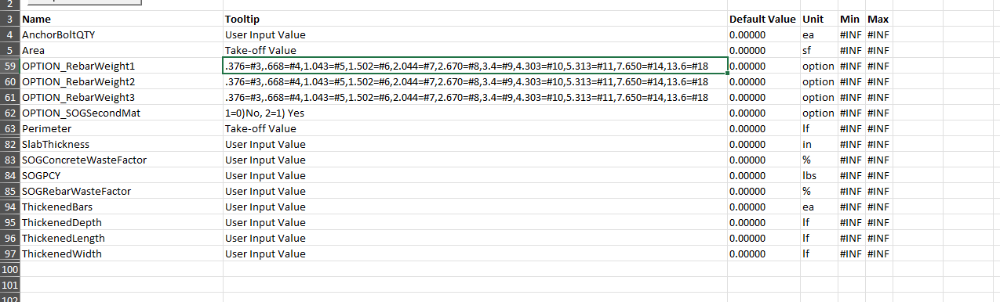 2
3 Name Tooltip Default Value Unit Min Max
4 AnchorBoltQTY User Input Value 0.00000 ea #INF #INF
5 Area Take-off Value 0.00000 sf #INF #INF
59 OPTION_RebarWeight1 .376=#3,.668=#4,1.043=#5,1.502=#6,2.044=#7,2.670=#8,3.4=#9,4.303=#10,5.313=#11,7.650=#14,13.6=#18 0.00000 option #INF #INF
60 OPTION_RebarWeight2 .376=#3,.668=#4,1.043=#5,1.502=#6,2.044=#7,2.670=#8,3.4=#9,4.303=#10,5.313=#11,7.650=#14,13.6=#18 0.00000 option #INF #INF
61 OPTION_RebarWeight3 .376=#3,.668=#4,1.043=#5,1.502=#6,2.044=#7,2.670=#8,3.4=#9,4.303=#10,5.313=#11,7.650=#14,13.6=#18 0.00000 option #INF #INF
62 OPTION_SOGSecondMat 1=0)No, 2=1) Yes 0.00000 option #INF #INF
63 Perimeter Take-off Value 0.00000 lf #INF #INF
82 SlabThickness User Input Value 0.00000 in #INF #INF
83 SOGConcreteWasteFactor User Input Value 0.00000 % #INF #INF
84 SOGPCY User Input Value 0.00000 lbs #INF #INF
85 SOGRebarWasteFactor User Input Value 0.00000 % #INF #INF
94 ThickenedBars User Input Value 0.00000 ea #INF #INF
95 ThickenedDepth User Input Value 0.00000 lf #INF #INF
96 ThickenedLength User Input Value 0.00000 lf #INF #INF
97 ThickenedWidth User Input Value 0.00000 lf #INF #INF
100
101
102